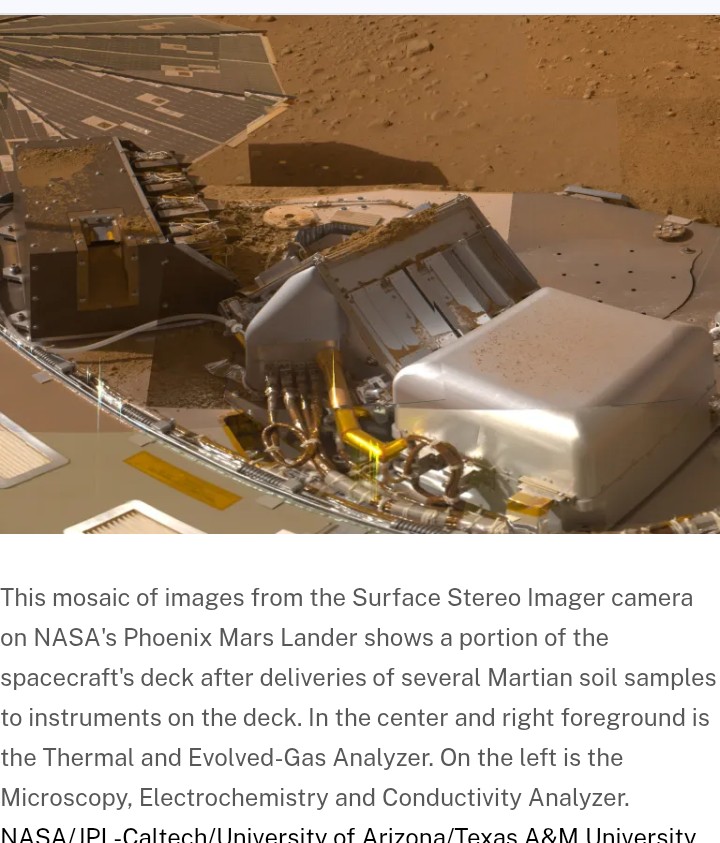 This mosaic of images from the Surface Stereo Imager camera
on NASA's Phoenix Mars Lander shows a portion of the
spacecraft's deck after deliveries of several Martian soil samples
to instruments on the deck. In the center and right foreground is
the Thermal and Evolved-Gas Analyzer. On the left is the
Microscopy, Electrochemistry and Conductivity Analyzer.
NASA/JPL-Caltech/University of Arizona/Texas A&M University